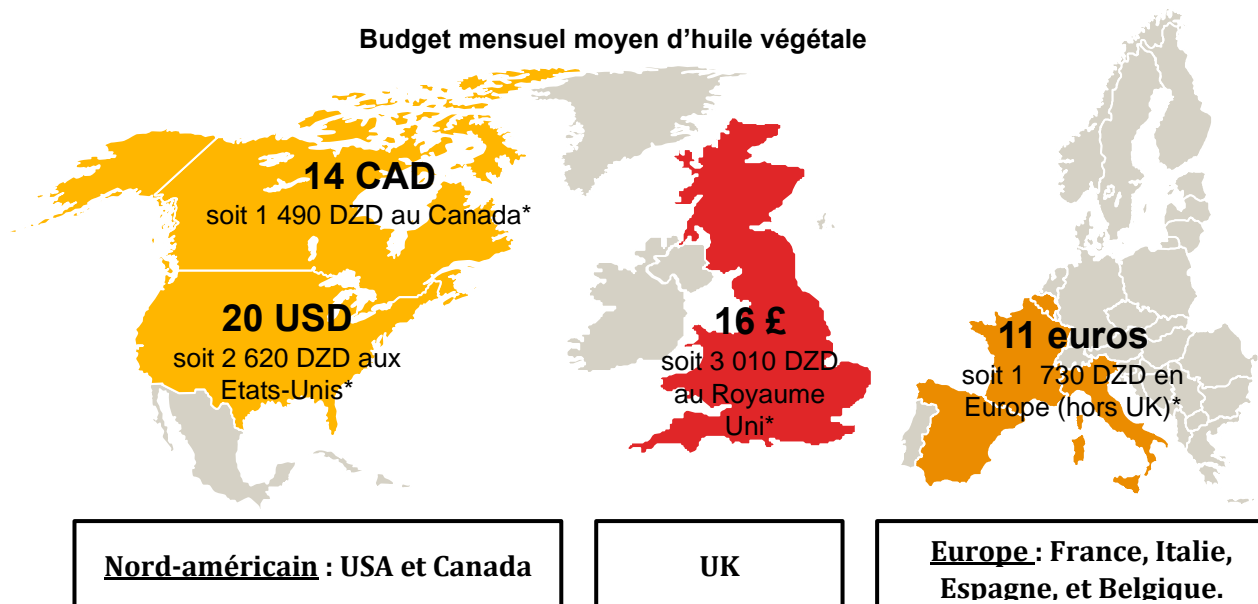 Budget mensuel moyen d’huile végétale
14 CAD
soit 1 490 DZD au Canada*
20 USD
soit 2 620 DZD aux
Etats-Unis*
16 £
soit 3 010 DZD
au Royaume
Uni*
11 euros
soit 1 730 DZD en
Europe (hors UK)*
Nord-américain : USA et Canada
UK
Europe : France, Italie,
Espagne, et Belgique.